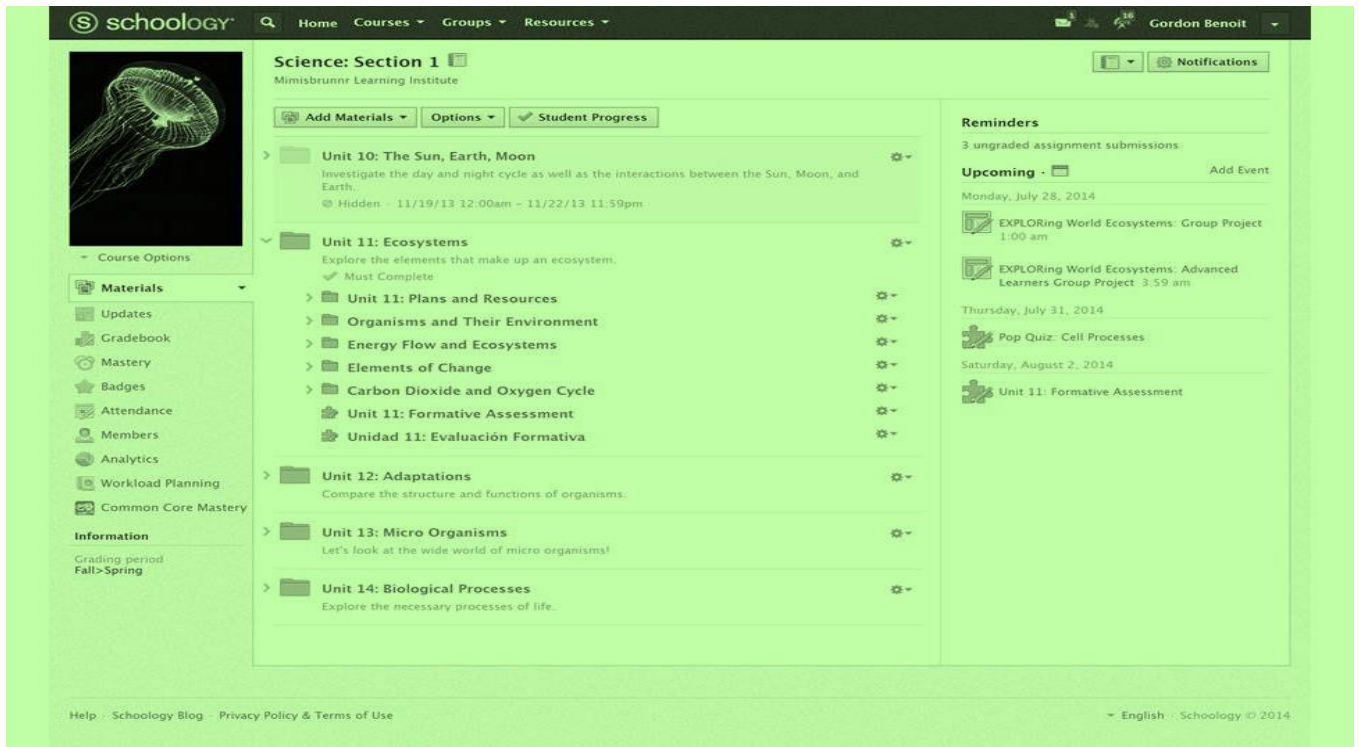 schoology Home Courses Groups Resources 1 16 Gordon Benoit
Science: Section 1
Mimisbrunnr Learning Institute
Notifications
Course Options
Materials
Updates
Gradebook
Mastery
Badges
Attendance
Members
Analytics
Workload Planning
Common Core Mastery
Information
Grading period
Fall>Spring
Add Materials Options Student Progress
Unit 10: The Sun, Earth, Moon
Investigate the day and night cycle as well as the interactions between the Sun, Moon, and
Earth.
Hidden · 11/19/13 12:00am – 11/22/13 11:59pm
Unit 11: Ecosystems
Explore the elements that make up an ecosystem.
Must Complete
Unit 11: Plans and Resources
Organisms and Their Environment
Energy Flow and Ecosystems
Elements of Change
Carbon Dioxide and Oxygen Cycle
Unit 11: Formative Assessment
Unidad 11: Evaluación Formativa
Unit 12: Adaptations
Compare the structure and functions of organisms.
Unit 13: Micro Organisms
Let's look at the wide world of micro organisms!
Unit 14: Biological Processes
Explore the necessary processes of life.
Reminders
3 ungraded assignment submissions
Upcoming · Add Event
Monday, July 28, 2014
EXPLORing World Ecosystems: Group Project
1:00 am
EXPLORing World Ecosystems: Advanced
Learners Group Project 3:59 am
Thursday, July 31, 2014
Pop Quiz: Cell Processes
Saturday, August 2, 2014
Unit 11: Formative Assessment
Help · Schoology Blog · Privacy Policy & Terms of Use
English · Schoology © 2014